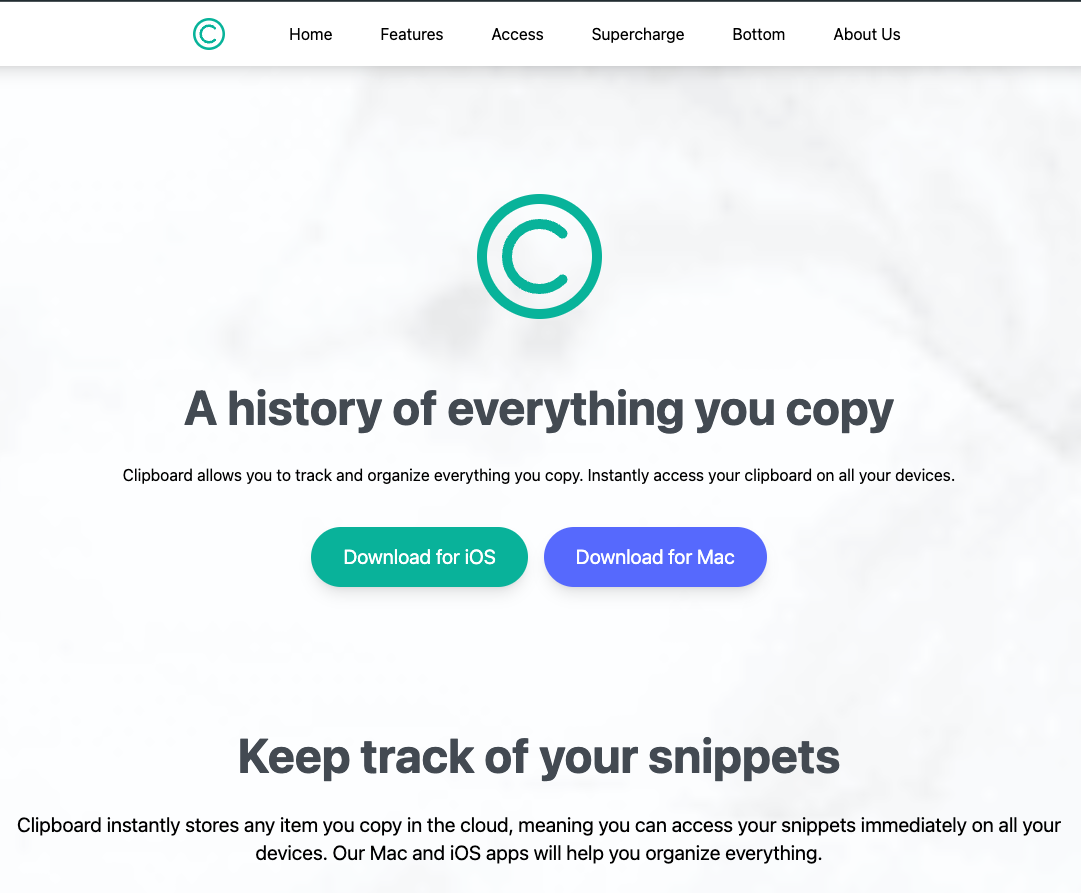 Home Features Access Supercharge Bottom About Us
A history of everything you copy
Clipboard allows you to track and organize everything you copy. Instantly access your clipboard on all your devices.
Download for iOS Download for Mac
Keep track of your snippets
Clipboard instantly stores any item you copy in the cloud, meaning you can access your snippets immediately on all your
devices. Our Mac and iOS apps will help you organize everything.